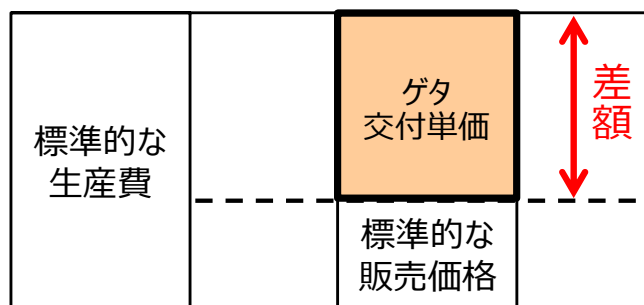 標準的な
生産費
ゲタ
交付単価
標準的な
販売価格
差額